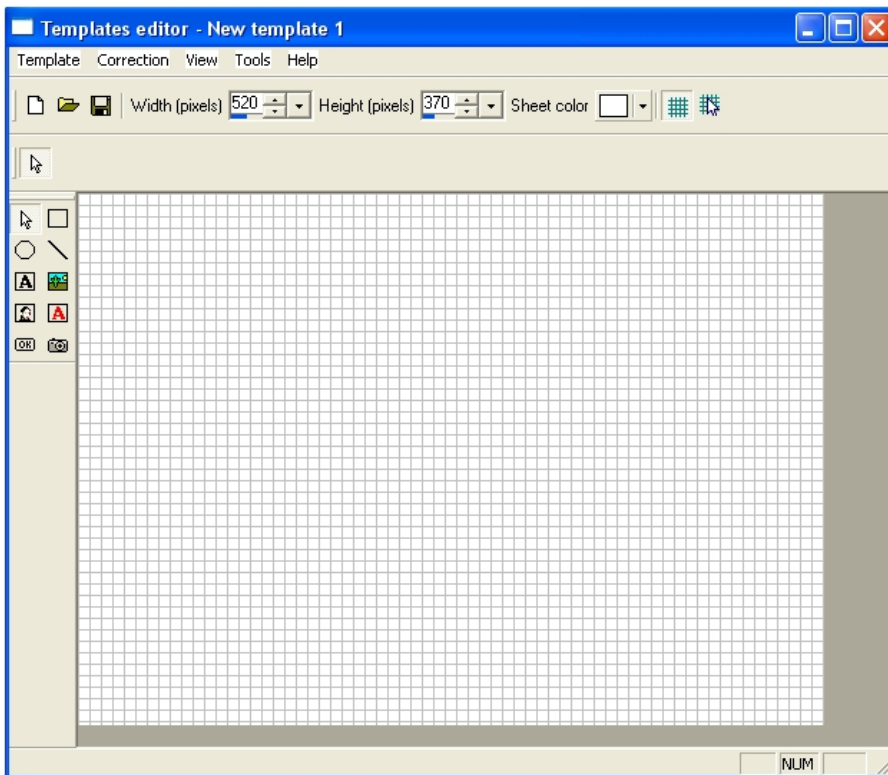 Templates editor - New template 1
Template Correction View Tools Help
Width (pixels) 520 Height (pixels) 370 Sheet color
A
A
OK
NUM